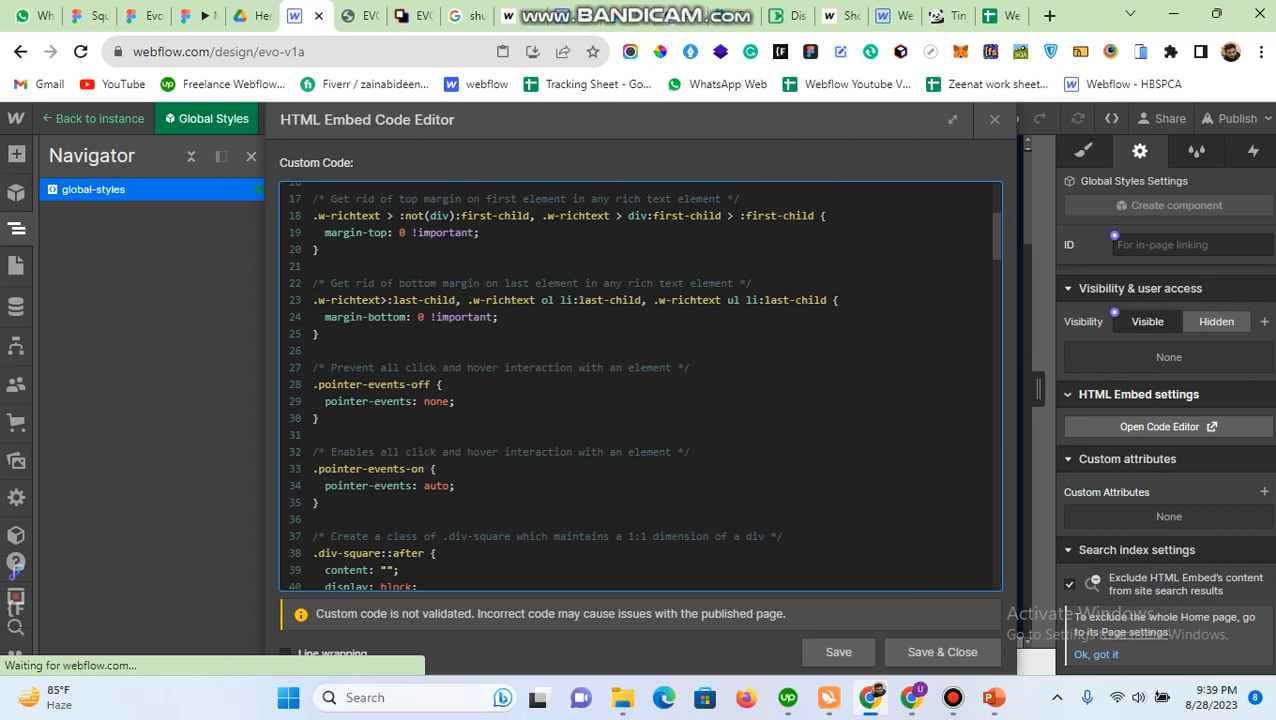 Wh
Squ
Evo
M
Her
W
EVO
EVO
shu
w
www.BANDICAM.com
Dis
Sho
We
Tin
We
webflow.com/design/evo-v1a
Gmail
YouTube
Freelance Webflow...
Fiverr / zainabideen...
webflow
Tracking Sheet - Go...
WhatsApp Web
Webflow Youtube V...
Zeenat work sheet...
Webflow - HBSPCA
Back to instance
Global Styles
HTML Embed Code Editor
Share
Publish
Navigator
Custom Code:
global-styles
16
17 /* Get rid of top margin on first element in any rich text element */
18 .w-richtext > :not(div):first-child, .w-richtext > div:first-child > :first-child {
19 margin-top: 0 !important;
20 }
21
22 /* Get rid of bottom margin on last element in any rich text element */
23 .w-richtext>:last-child, .w-richtext ol li:last-child, .w-richtext ul li:last-child {
24 margin-bottom: 0 !important;
25 }
26
27 /* Prevent all click and hover interaction with an element */
28 .pointer-events-off {
29 pointer-events: none;
30 }
31
32 /* Enables all click and hover interaction with an element */
33 .pointer-events-on {
34 pointer-events: auto;
35 }
36
37 /* Create a class of .div-square which maintains a 1:1 dimension of a div */
38 .div-square::after {
39 content: "";
40 display: block;
Custom code is not validated. Incorrect code may cause issues with the published page.
Line wrapping
Save
Save & Close
Global Styles Settings
Create component
ID
For in-page linking
Visibility & user access
Visibility
Visible
Hidden
None
HTML Embed settings
Open Code Editor
Custom attributes
Custom Attributes
None
Search index settings
Exclude HTML Embed's content
from site search results
To exclude the whole Home page, go
to its Page settings.
Ok, got it
Activate Windows
Go to Settings to activate Windows.
Waiting for webflow.com...
85°F
Haze
Search
9:39 PM
8/28/2023
8